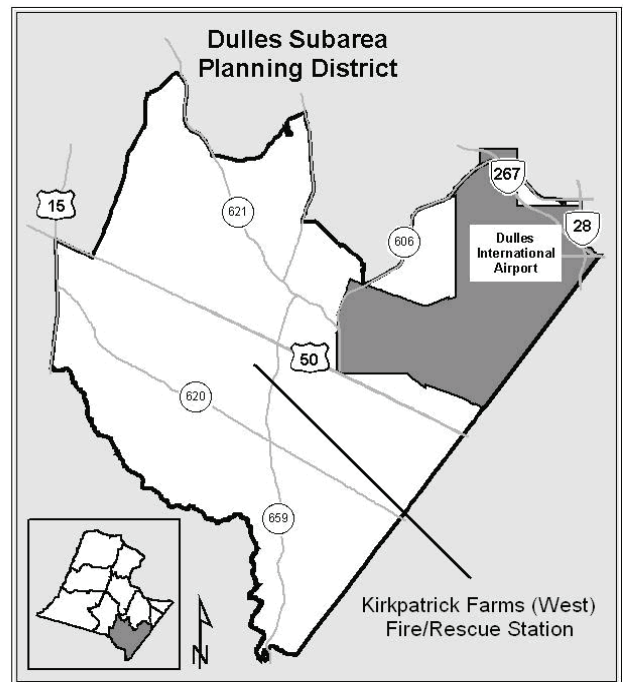 Dulles Subarea
Planning District
267
15
621
28
606
Dulles
International
Airport
50
620
659
Kirkpatrick Farms (West)
Fire/Rescue Station
N